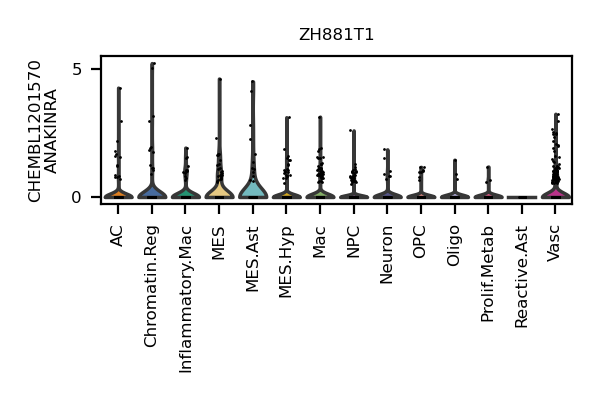 ZH881T1
CHEMBL1201570
ANAKINRA
5
0
AC
Chromatin.Reg
Inflammatory.Mac
MES
MES.Ast
MES.Hyp
Mac
NPC
Neuron
OPC
Oligo
Prolif.Metab
Reactive.Ast
Vasc